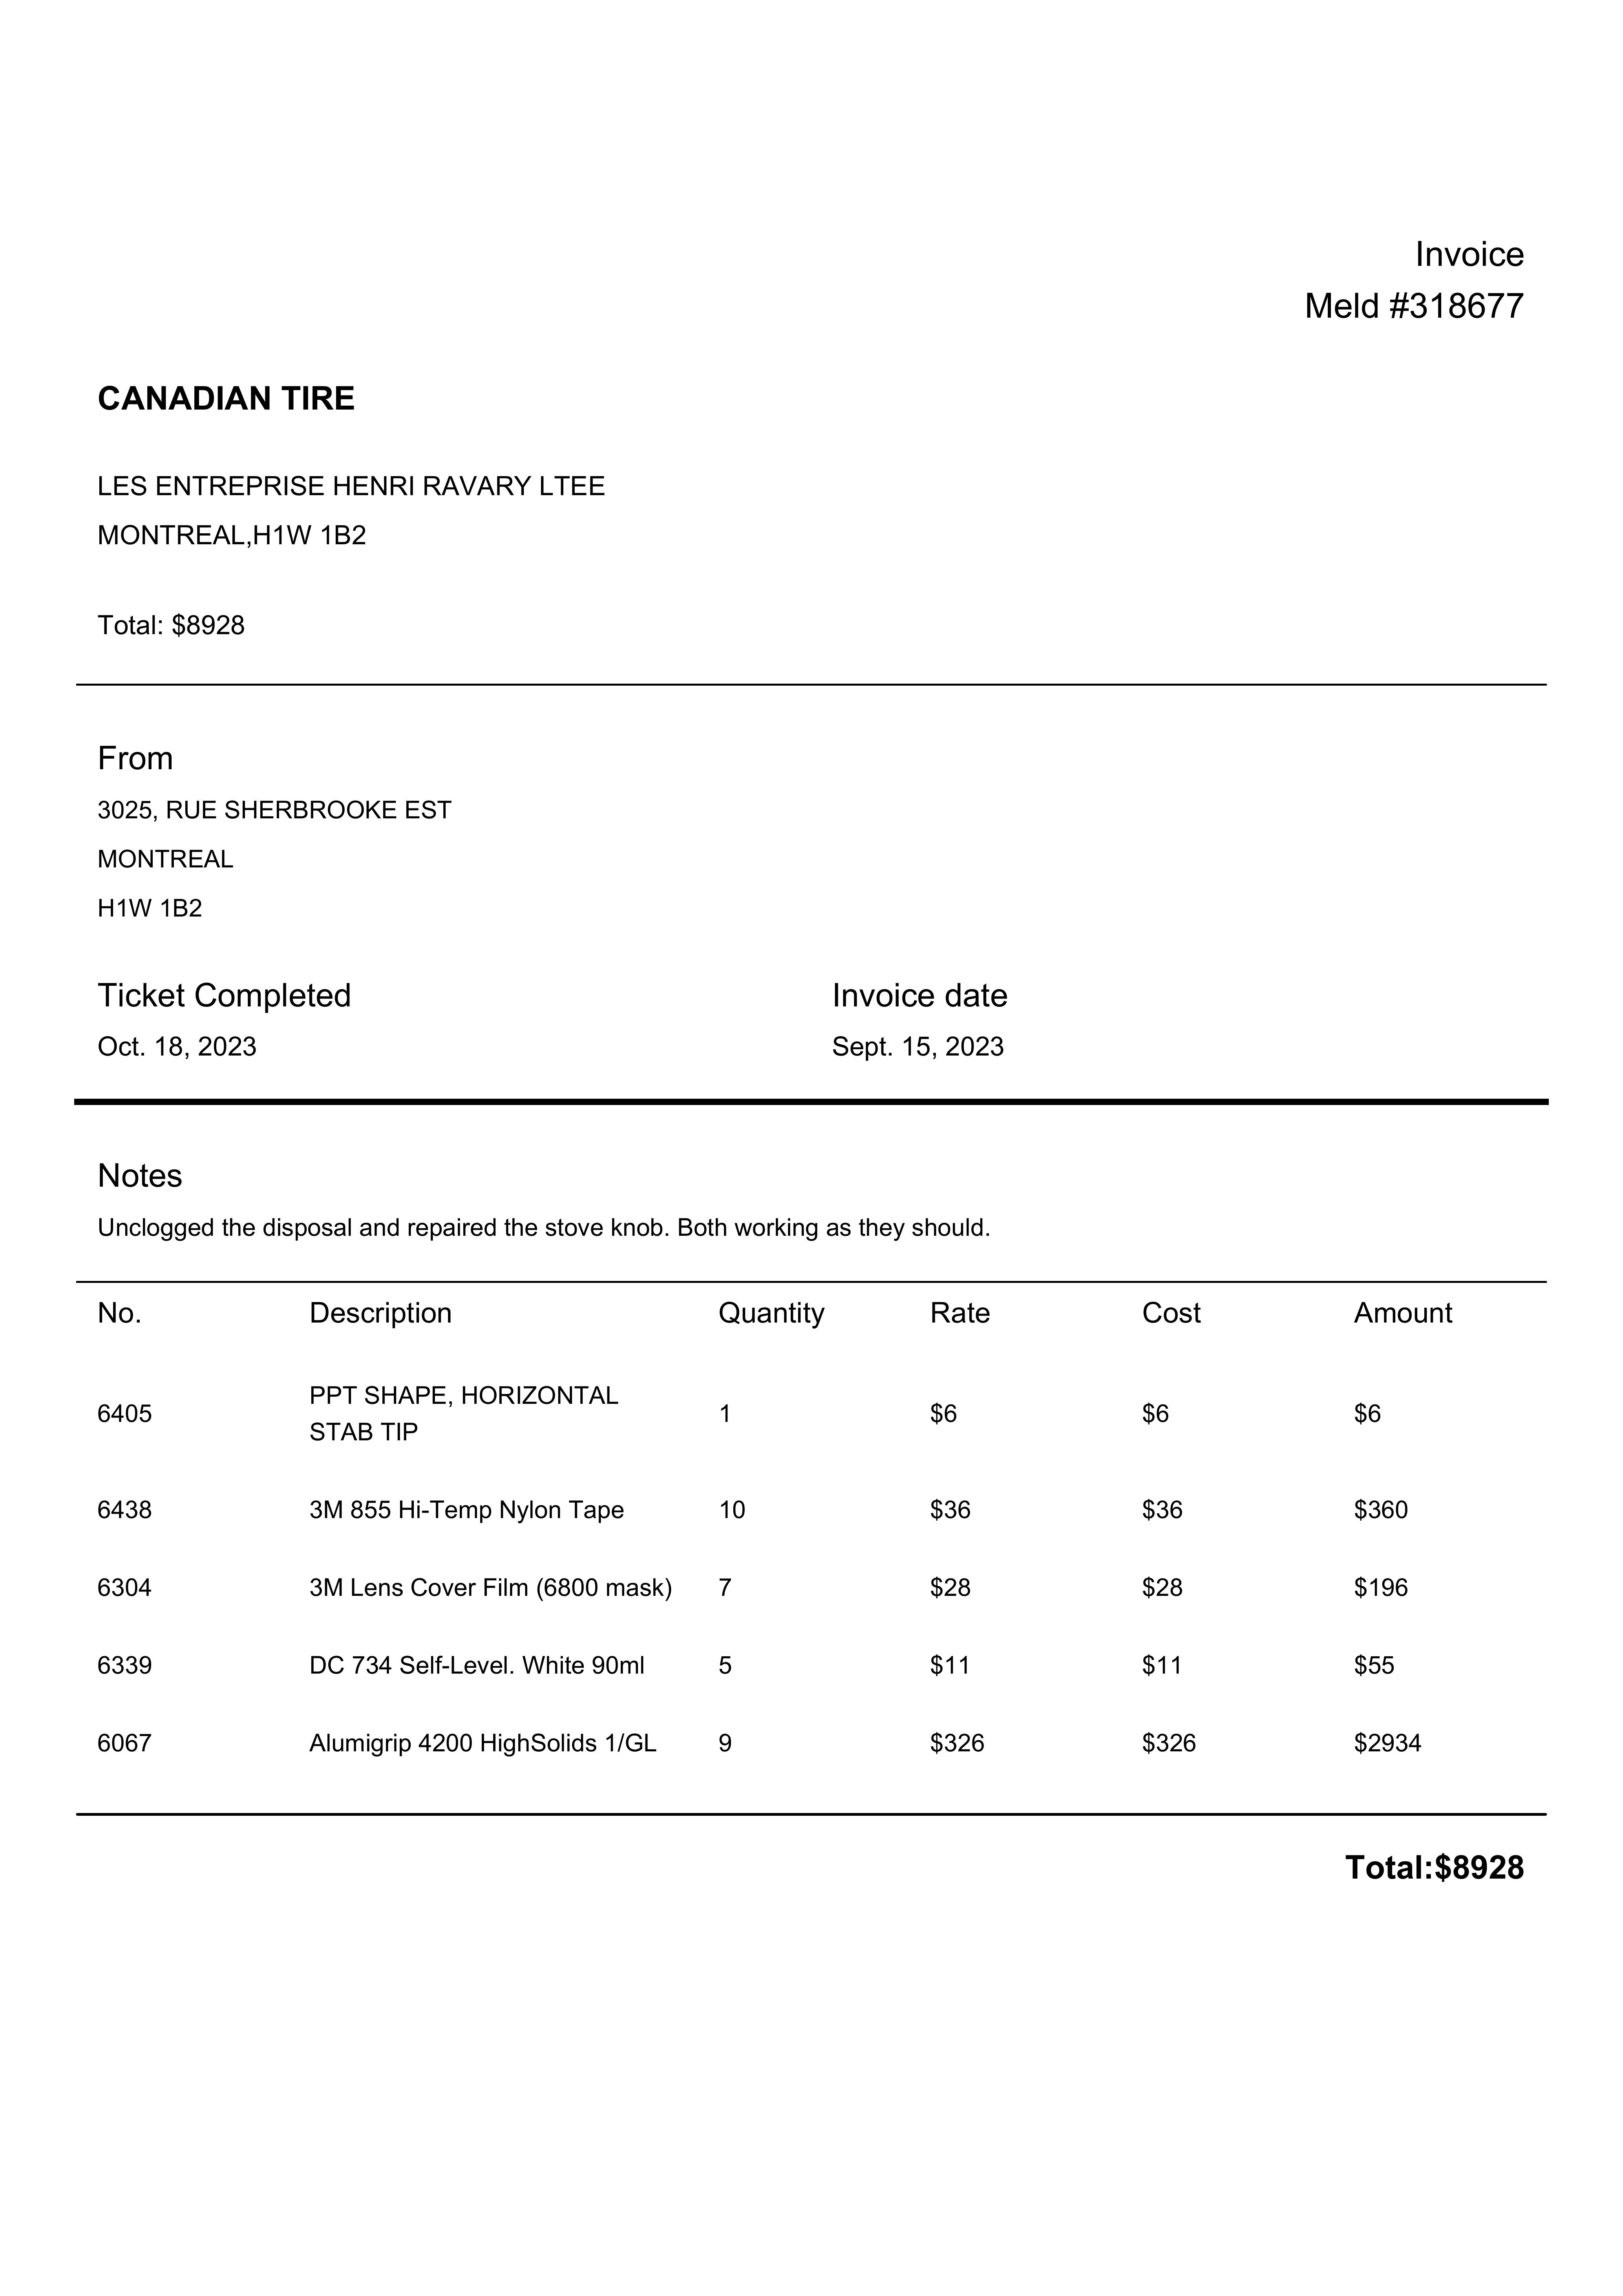 Invoice
Meld #318677
CANADIAN TIRE
LES ENTREPRISE HENRI RAVARY LTEE
MONTREAL,H1W 1B2
Total: $8928
From
3025, RUE SHERBROOKE EST
MONTREAL
H1W 1B2
Ticket Completed Invoice date
Oct. 18, 2023 Sept. 15, 2023
Notes
Unclogged the disposal and repaired the stove knob. Both working as they should.
No. Description Quantity Rate Cost Amount
PPT SHAPE, HORIZONTAL
6405 1 $6 $6 $6
STAB TIP
6438 3M 855 Hi-Temp Nylon Tape 10 $36 $36 $360
6304 3M Lens Cover Film (6800 mask) 7 $28 $28 $196
6339 DC 734 Self-Level. White 90ml 5 $11 $11 $55
6067 Alumigrip 4200 HighSolids 1/GL 9 $326 $326 $2934
Total:$8928